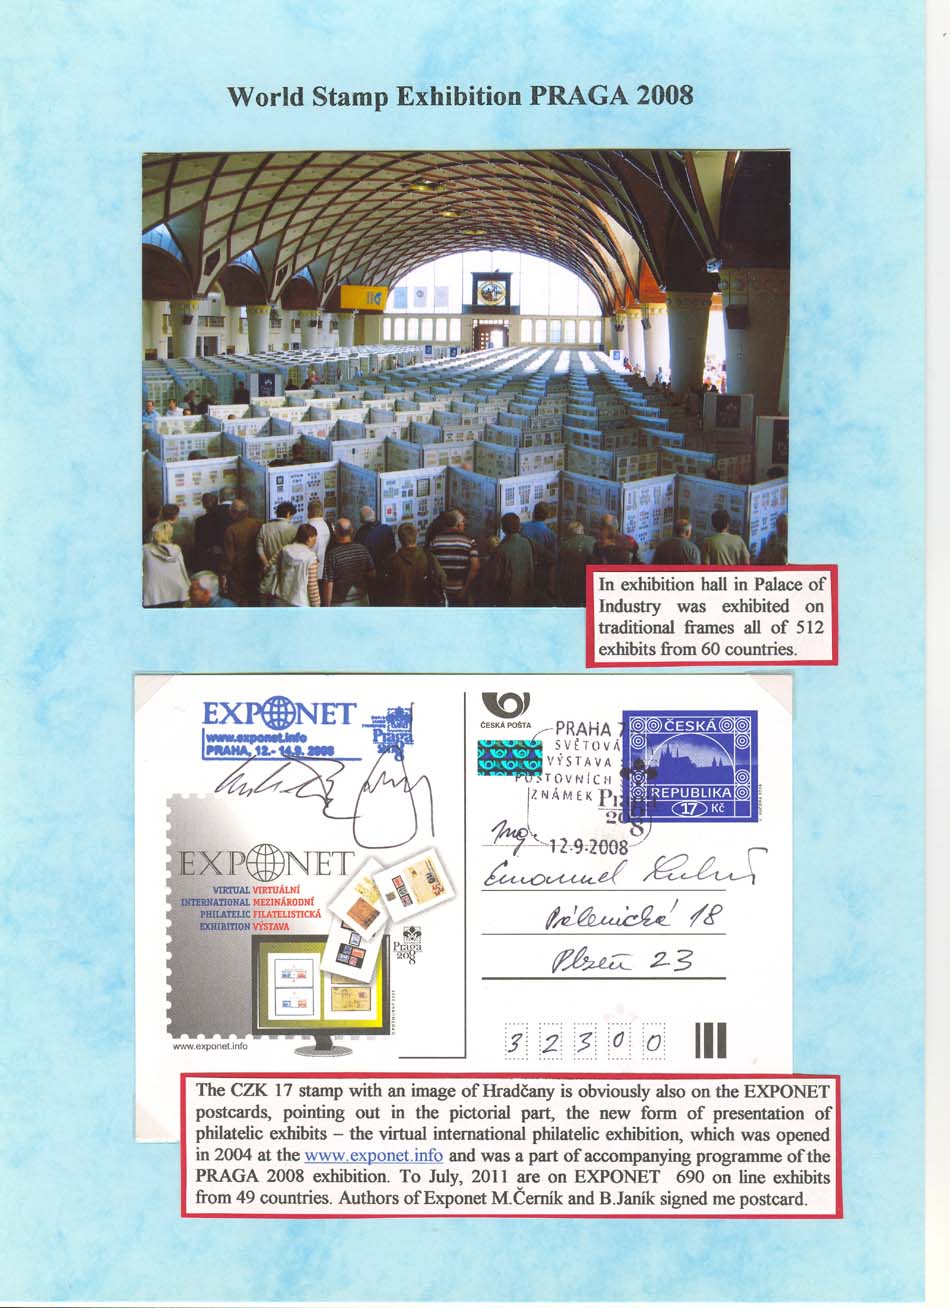 World Stamp Exhibition PRAGA 2008
In exhibition hall in Palace of
Industry was exhibited on
traditional frames all of 512
exhibits from 60 countries.
EXPONET
www.exponet.info
PRAHA, 12.- 14.9. 2008
Praga
2008
EXPONET
VIRTUAL VIRTUÁLNÍ
INTERNATIONAL MEZINÁRODNÍ
PHILATELIC FILATELISTICKÁ
EXHIBITION VÝSTAVA
Praga
2008
www.exponet.info
ČESKÁ POŠTA
PRAHA 7
SVĚTOVÁ
VÝSTAVA
POŠTOVNÍCH
ZNÁMEK Praga
2008
12.9.2008
ČESKÁ
REPUBLIKA
17 Kč
Ing.
Emanuel
Pálenická 18
Plzeň 23
3 2 3 0 0
The CZK 17 stamp with an image of Hradčany is obviously also on the EXPONET
postcards, pointing out in the pictorial part, the new form of presentation of
philatelic exhibits – the virtual international philatelic exhibition, which was opened
in 2004 at the www.exponet.info and was a part of accompanying programme of the
PRAGA 2008 exhibition. To July, 2011 are on EXPONET 690 on line exhibits
from 49 countries. Authors of Exponet M.Černík and B.Janík signed me postcard.